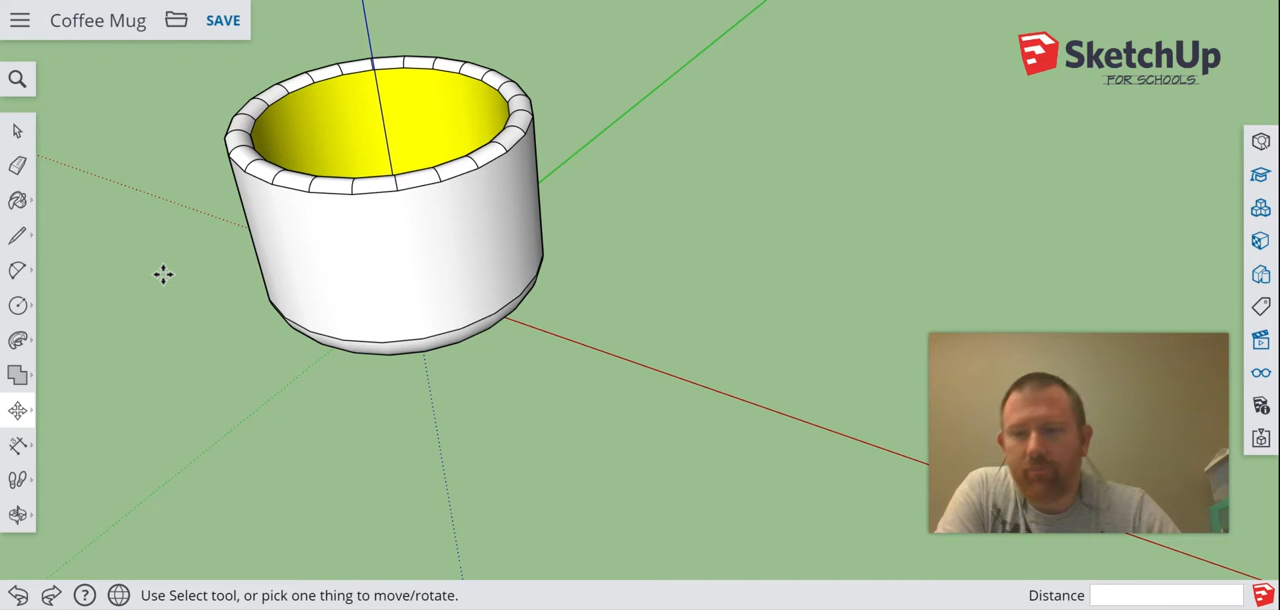 Coffee Mug SAVE
SketchUp
FOR SCHOOLS
Use Select tool, or pick one thing to move/rotate.
Distance